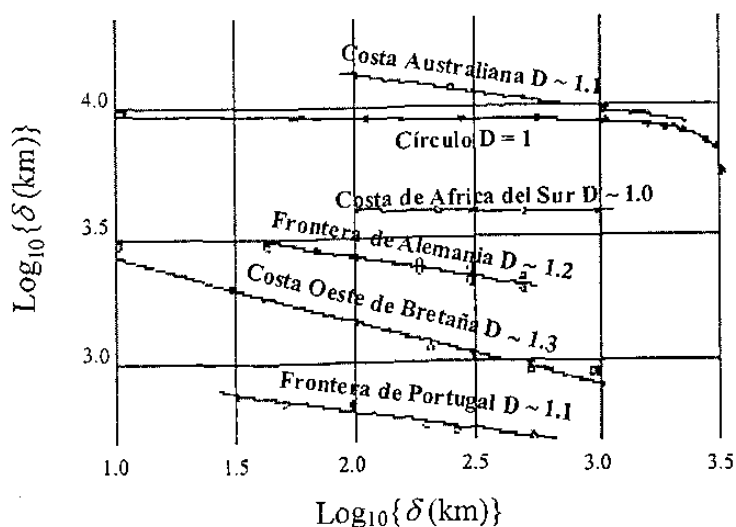 Costa Australiana D ~ 1.1
4.0
Círculo D = 1
Costa de Africa del Sur D ~ 1.0
3.5
Frontera de Alemania D ~ 1.2
Costa Oeste de Bretaña D ~ 1.3
3.0
Frontera de Portugal D ~ 1.1
Log10{δ(km)}
1.0 1.5 2.0 2.5 3.0 3.5
Log10{δ(km)}